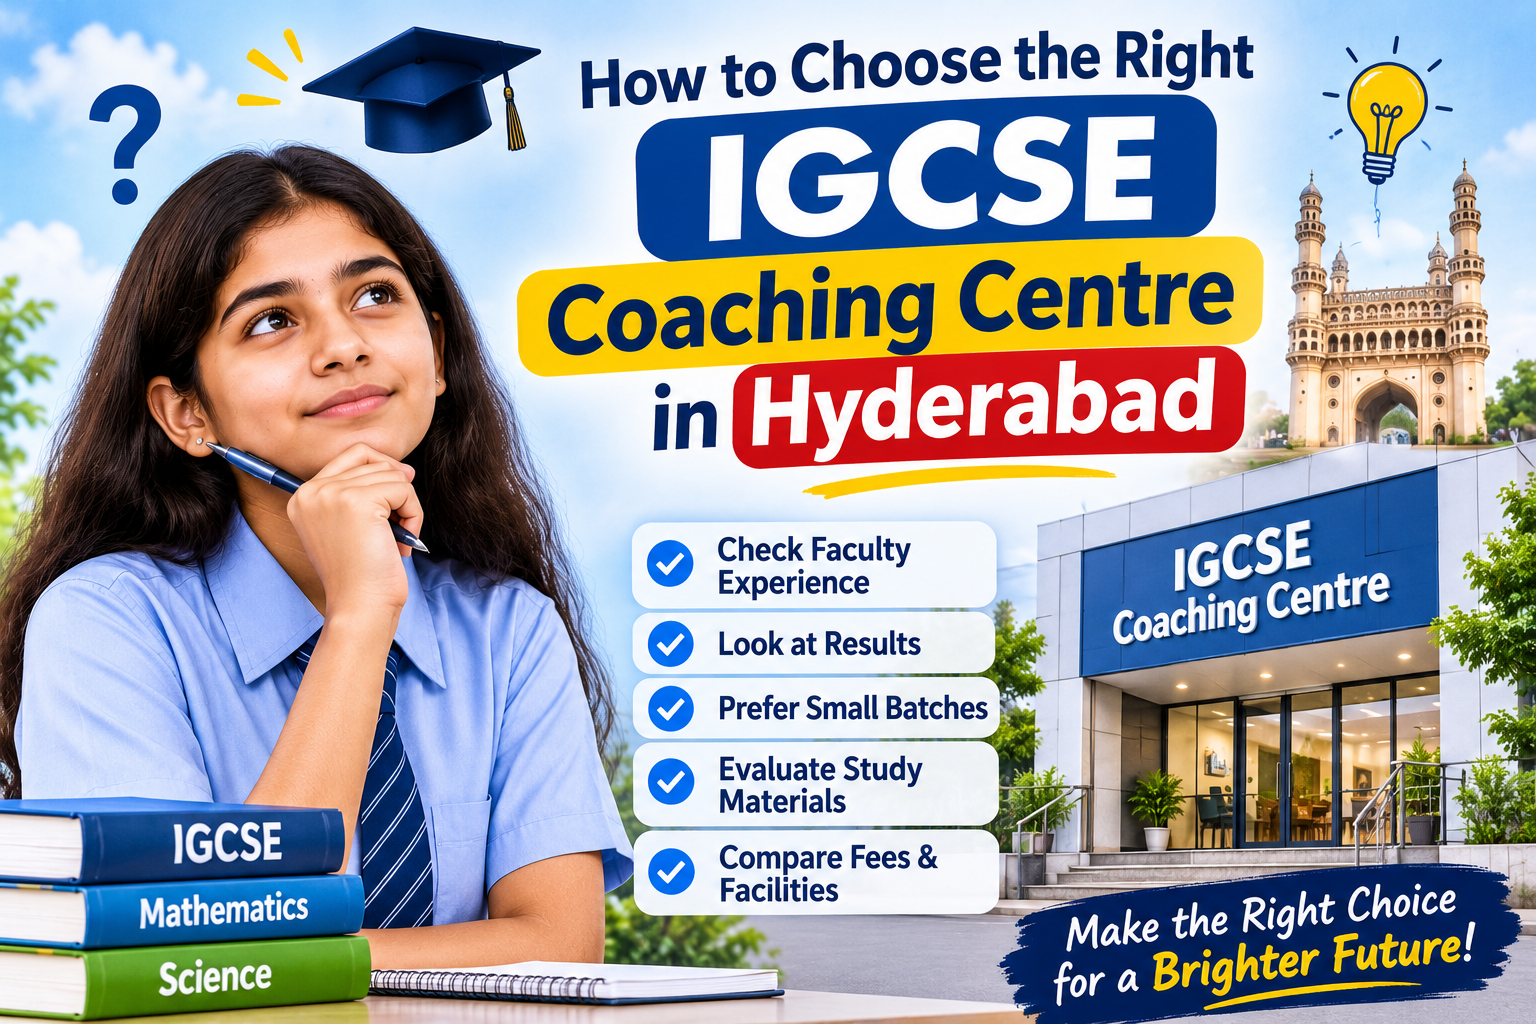 ?
How to Choose the Right
IGCSE
Coaching Centre
in Hyderabad
Check Faculty
Experience
Look at Results
Prefer Small Batches
Evaluate Study
Materials
Compare Fees &
Facilities
IGCSE
Coaching Centre
IGCSE
Mathematics
Science
Make the Right Choice
for a Brighter Future!